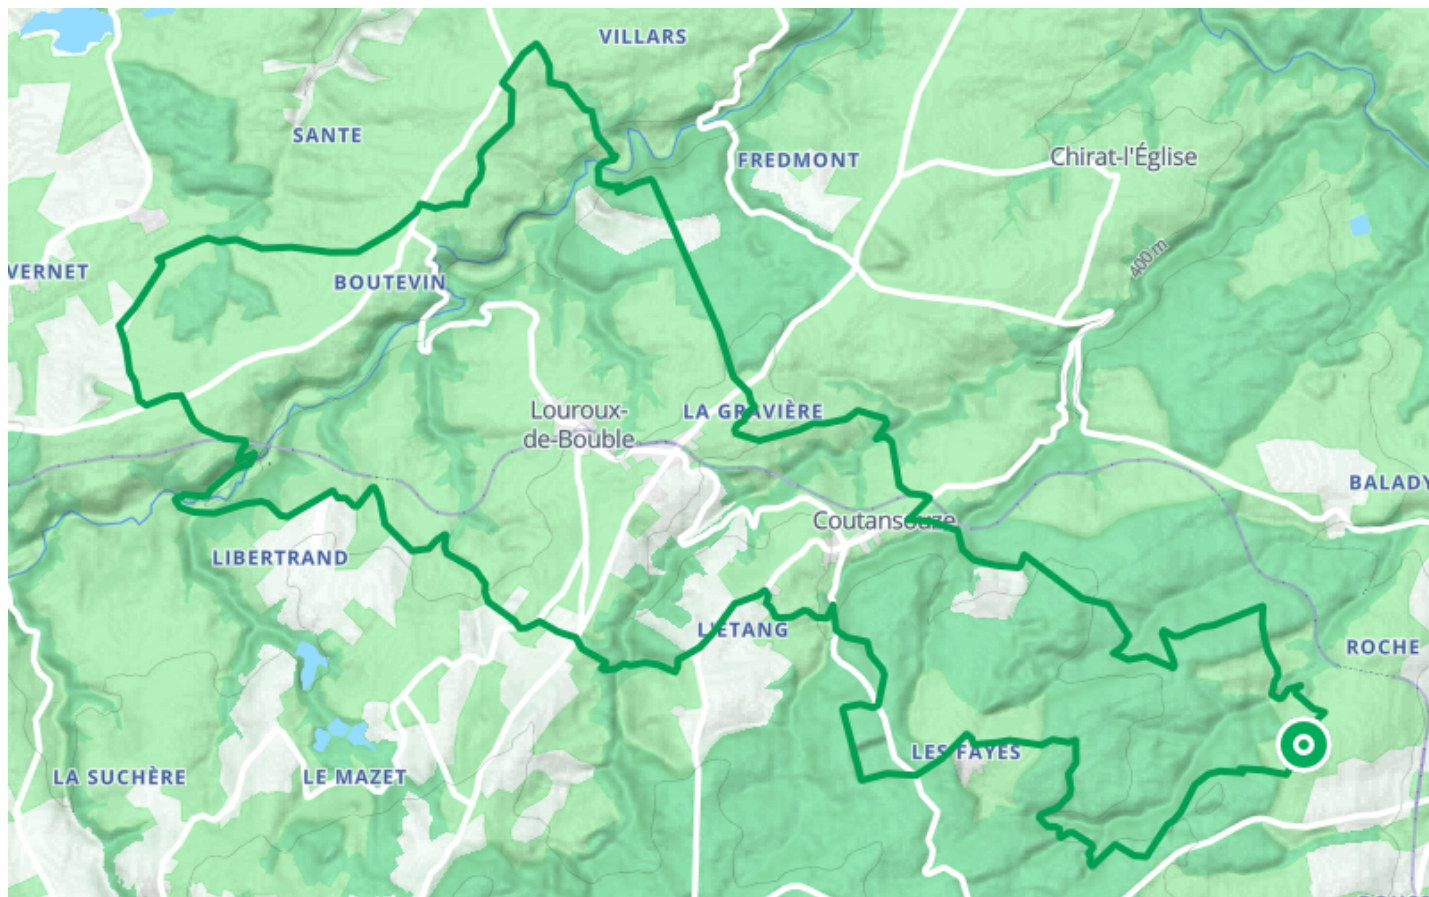 VILLARS
SANTE
FREDMONT
Chirat-l'Église
VERNET
BOUTEVIN
400 m
Louroux-
de-Bouble
LA GRAVIÈRE
BALADY
Coutansouze
LIBERTRAND
L'ETANG
ROCHE
LES FAYES
LA SUCHÈRE
LE MAZET